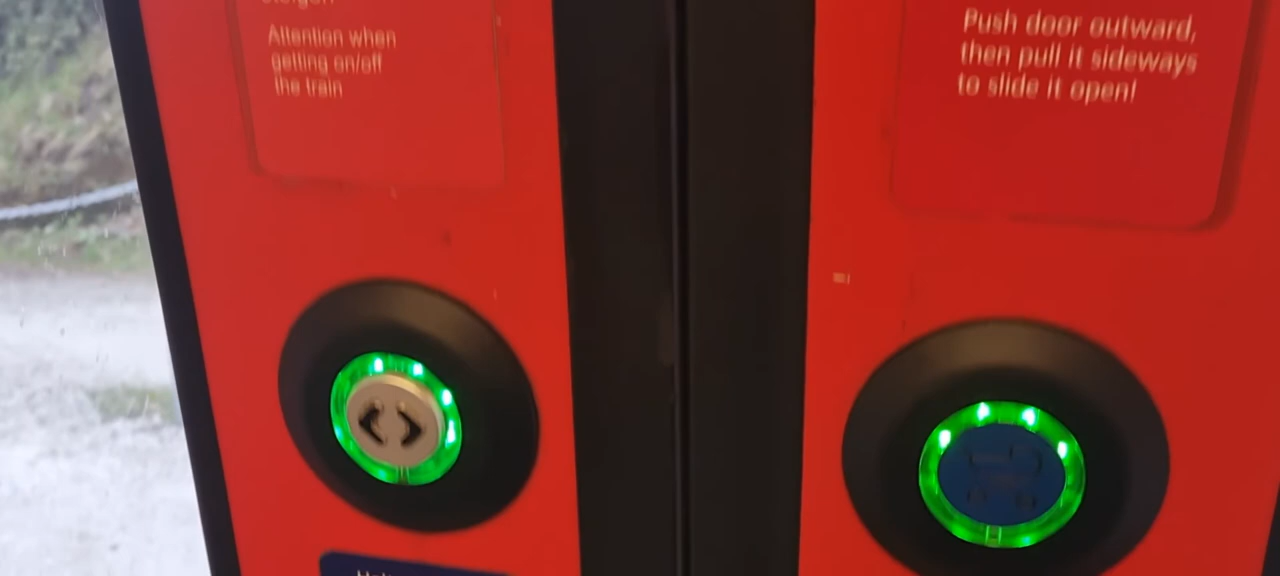 Attention when
getting on/off
the train
Push door outward,
then pull it sideways
to slide it open!